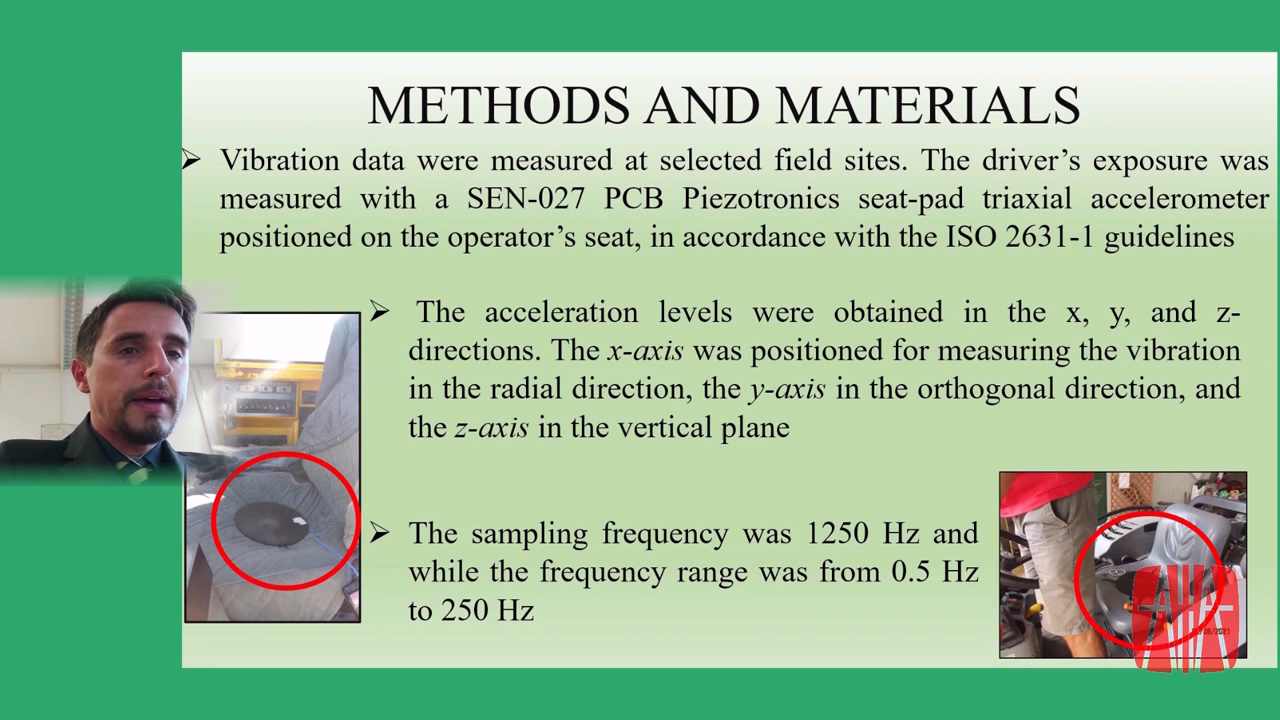 METHODS AND MATERIALS
➢ Vibration data were measured at selected field sites. The driver’s exposure was
measured with a SEN-027 PCB Piezotronics seat-pad triaxial accelerometer
positioned on the operator’s seat, in accordance with the ISO 2631-1 guidelines
➢ The acceleration levels were obtained in the x, y, and z-
directions. The x-axis was positioned for measuring the vibration
in the radial direction, the y-axis in the orthogonal direction, and
the z-axis in the vertical plane
➢ The sampling frequency was 1250 Hz and
while the frequency range was from 0.5 Hz
to 250 Hz